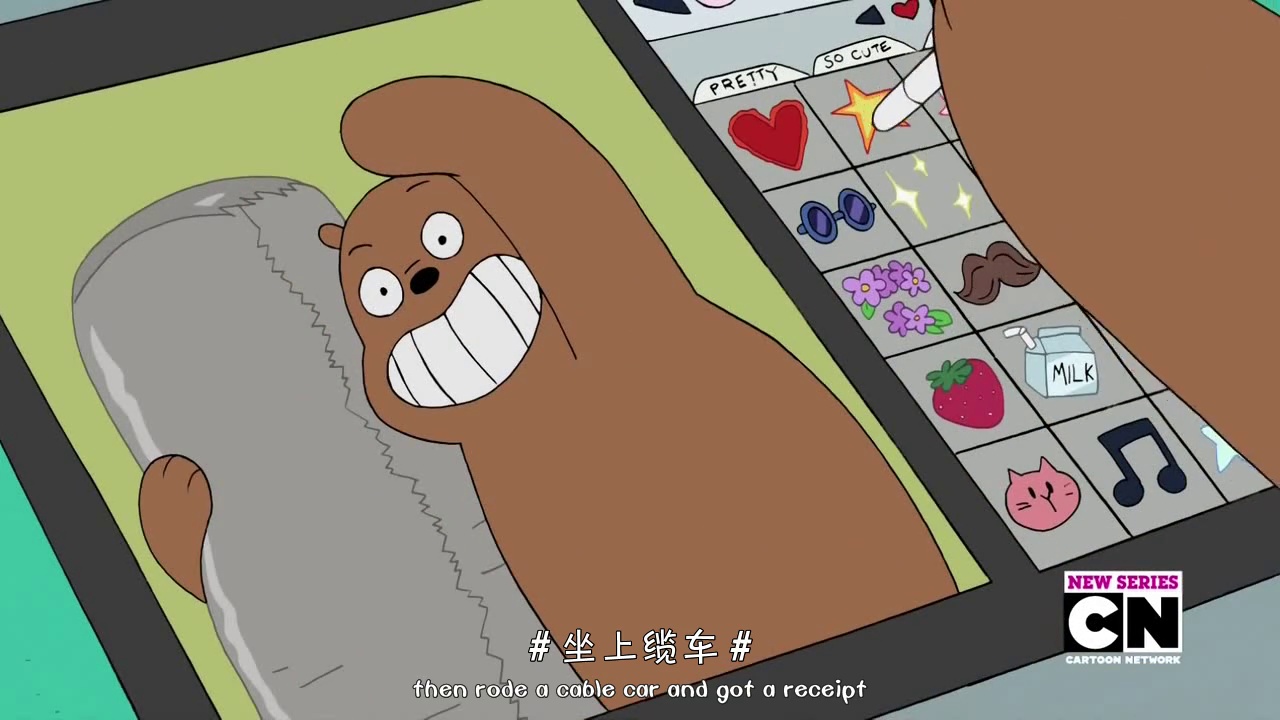 SO CUTE
PRETTY
MILK
NEW SERIES
CN
CARTOON NETWORK
#坐上缆车#
then rode a cable car and got a receipt